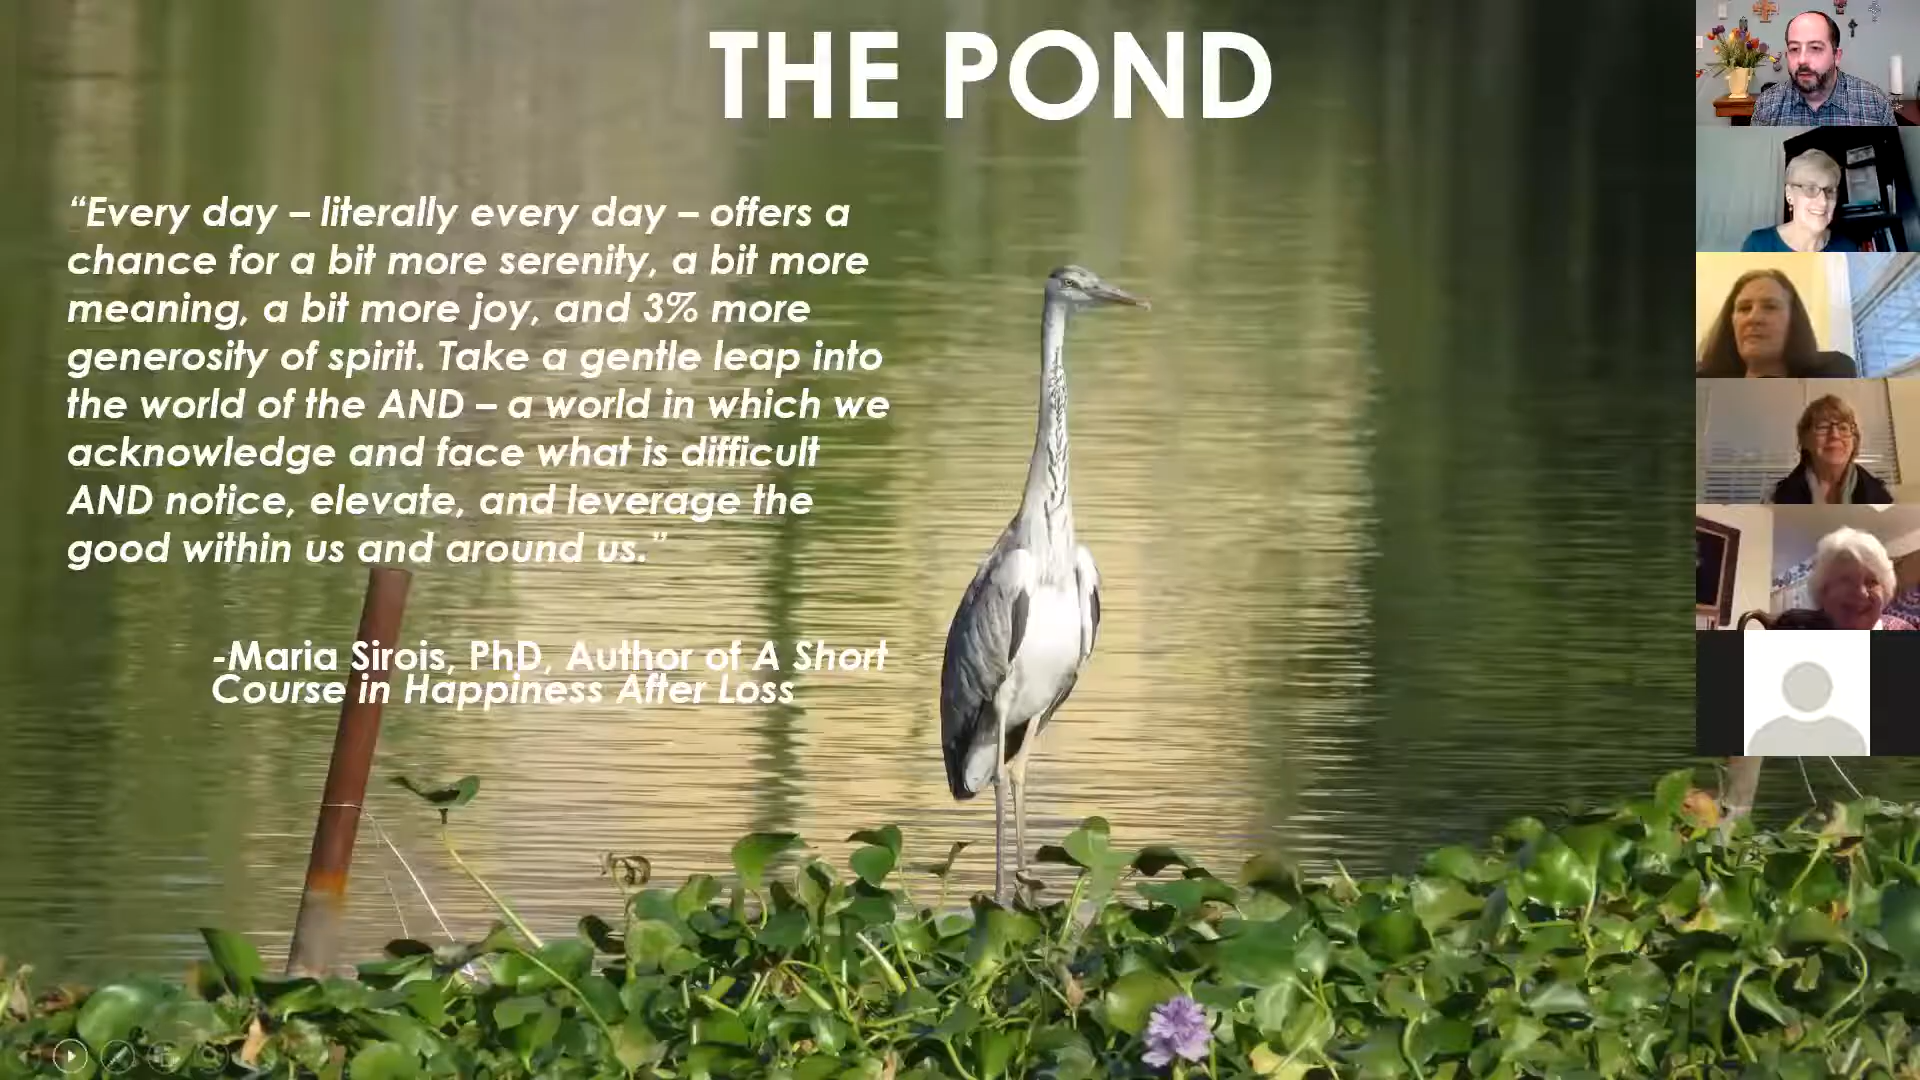 THE POND
“Every day – literally every day – offers a
chance for a bit more serenity, a bit more
meaning, a bit more joy, and 3% more
generosity of spirit. Take a gentle leap into
the world of the AND – a world in which we
acknowledge and face what is difficult
AND notice, elevate, and leverage the
good within us and around us.”
-Maria Sirois, PhD, Author of A Short
Course in Happiness After Loss